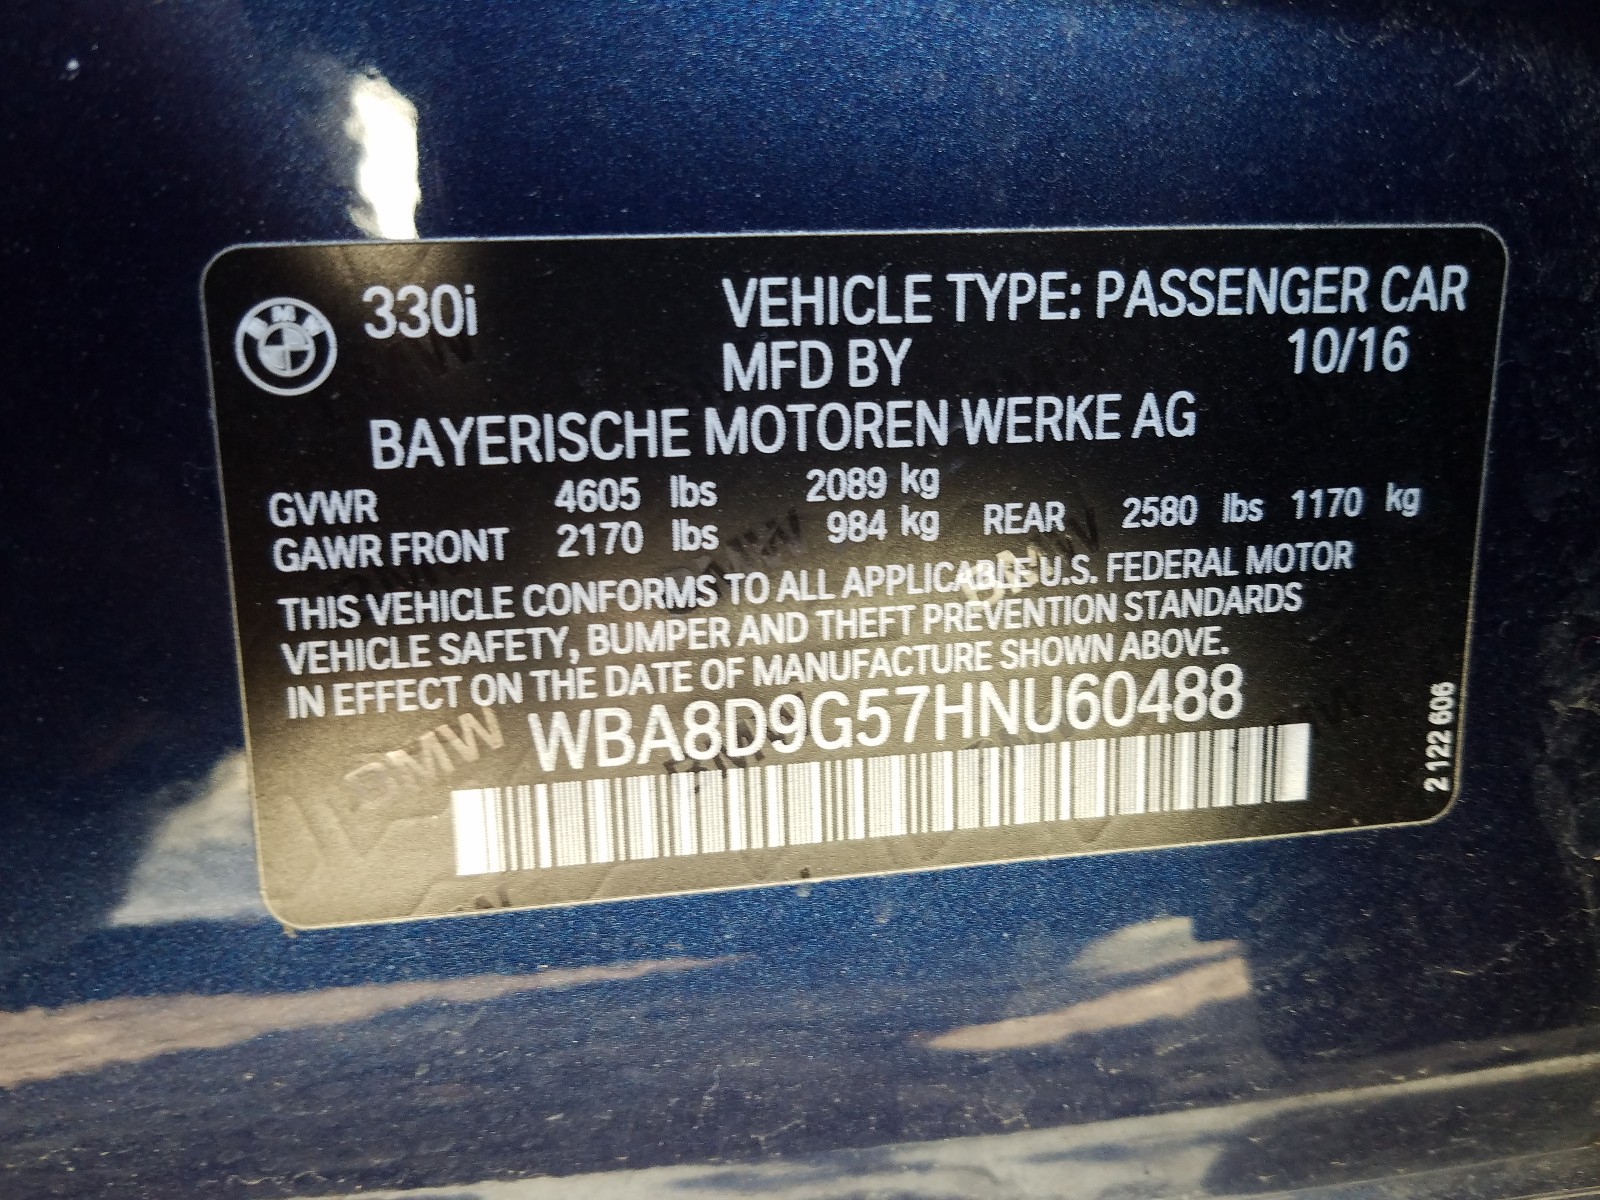 BMW 330i VEHICLE TYPE: PASSENGER CAR
MFD BY 10/16
BAYERISCHE MOTOREN WERKE AG
GVWR 4605 lbs 2089 kg
GAWR FRONT 2170 lbs 984 kg REAR 2580 lbs 1170 kg
THIS VEHICLE CONFORMS TO ALL APPLICABLE U.S. FEDERAL MOTOR
VEHICLE SAFETY, BUMPER AND THEFT PREVENTION STANDARDS
IN EFFECT ON THE DATE OF MANUFACTURE SHOWN ABOVE.
WBA8D9G57HNU60488
2 122 606